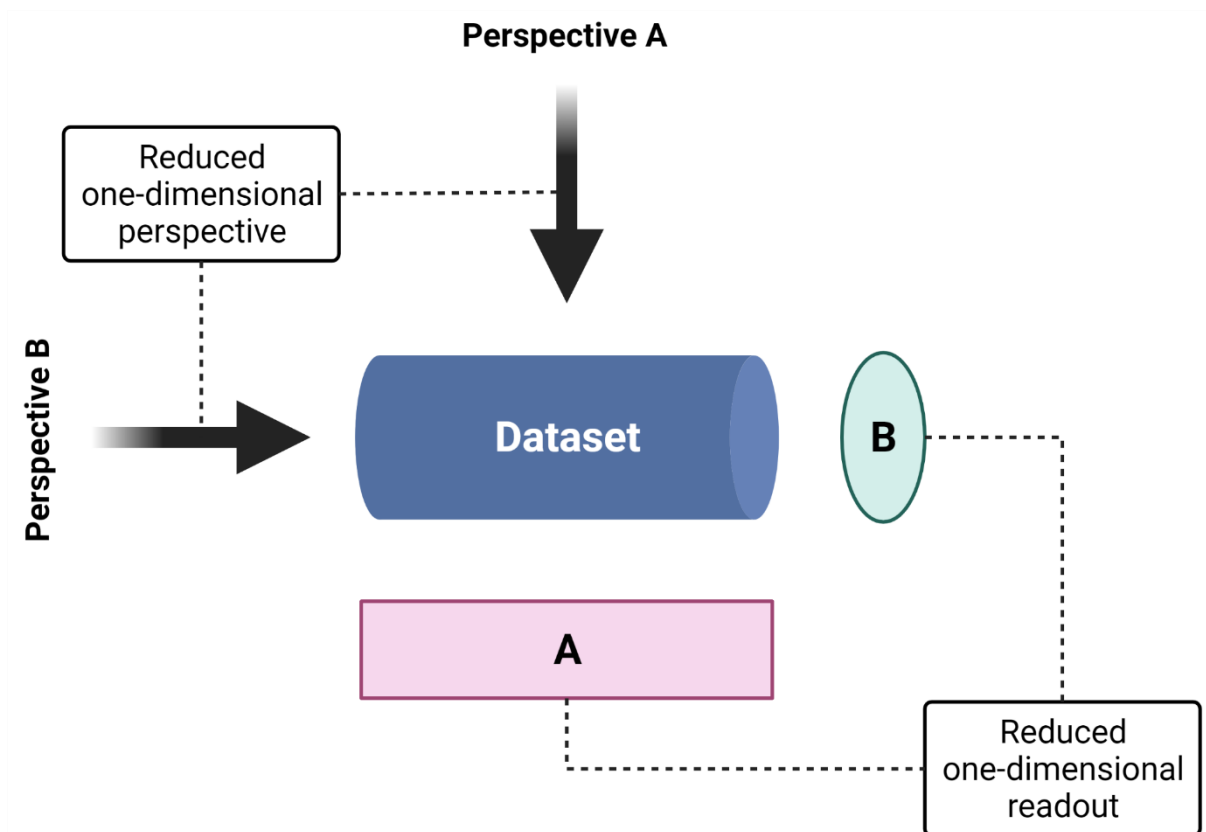 Perspective A
Reduced
one-dimensional
perspective
Perspective B
Dataset
B
A
Reduced
one-dimensional
readout